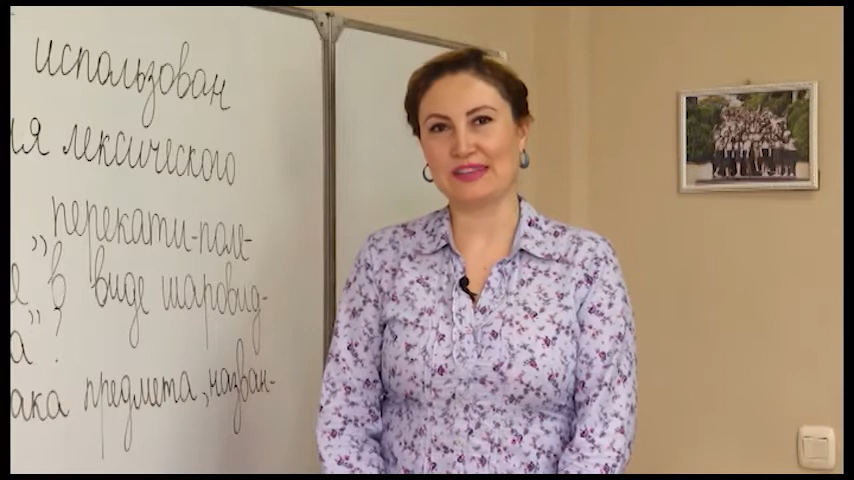 использован
ия лексического
„перекати-поле-
е в виде шаровид-
а"?
ака предмета, назван-